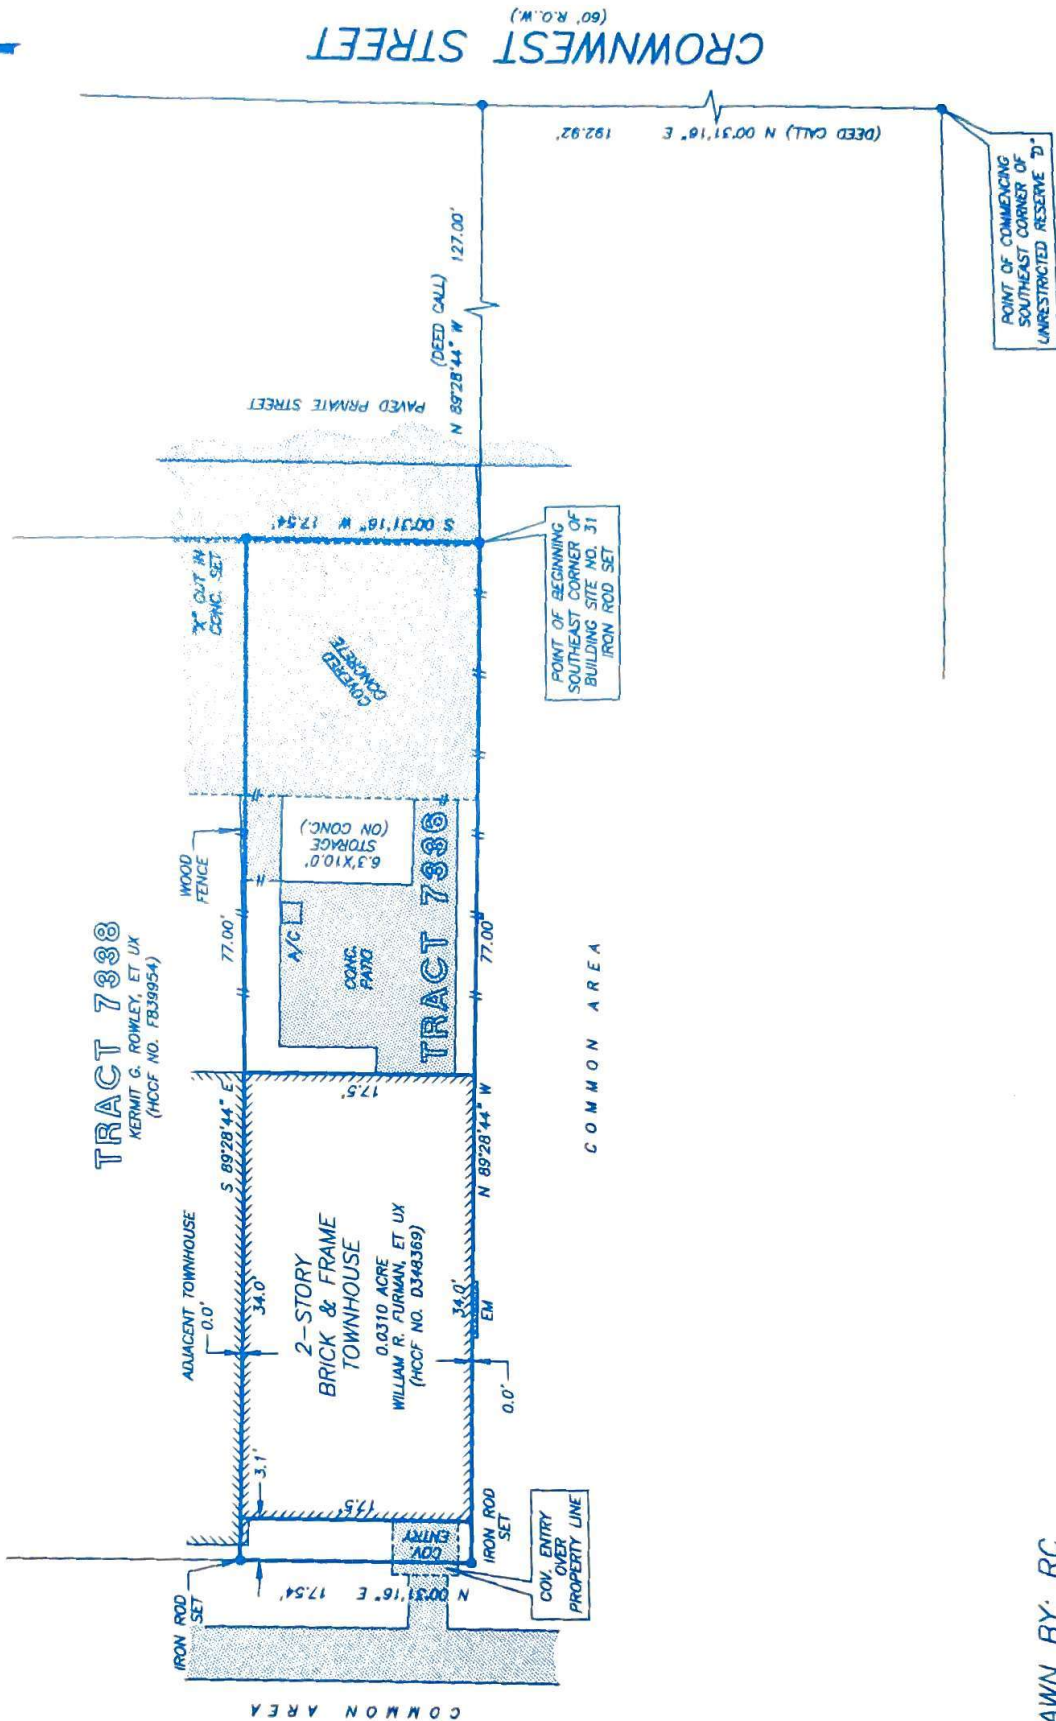 CROWNWEST STREET
(60' R.O.W.)
(DEED CALL) N 00°31'16" E 192.92'
POINT OF COMMENCING
SOUTHEAST CORNER OF
UNRESTRICTED RESERVE "D"
(DEED CALL)
N 89°28'44" W 127.00'
PAVED PRIVATE STREET
S 00°31'16" W 17.54'
"X" CUT IN
CONC. SET
POINT OF BEGINNING
SOUTHEAST CORNER OF
BUILDING SITE NO. 31
IRON ROD SET
COVERED
CONCRETE
WOOD
FENCE
6.3'X10.0'
STORAGE
(ON CONC.)
A/C
CONC.
PATIO
TRACT 7336
77.00'
77.00'
TRACT 7338
KERMIT G. ROWLEY, ET UX
(HCCF NO. F839954)
S 89°28'44" E
N 89°28'44" W
17.5'
ADJACENT TOWNHOUSE
0.0'
34.0'
2-STORY
BRICK & FRAME
TOWNHOUSE
0.0310 ACRE
WILLIAM R. FURMAN, ET UX
(HCCF NO. D348369)
34.0'
EM
0.0'
3.1'
17.5'
COV.
ENTRY
IRON ROD
SET
IRON ROD
SET
N 00°31'16" E 17.54'
COV. ENTRY
OVER
PROPERTY LINE
COMMON AREA
COMMON AREA
AWN BY: RC